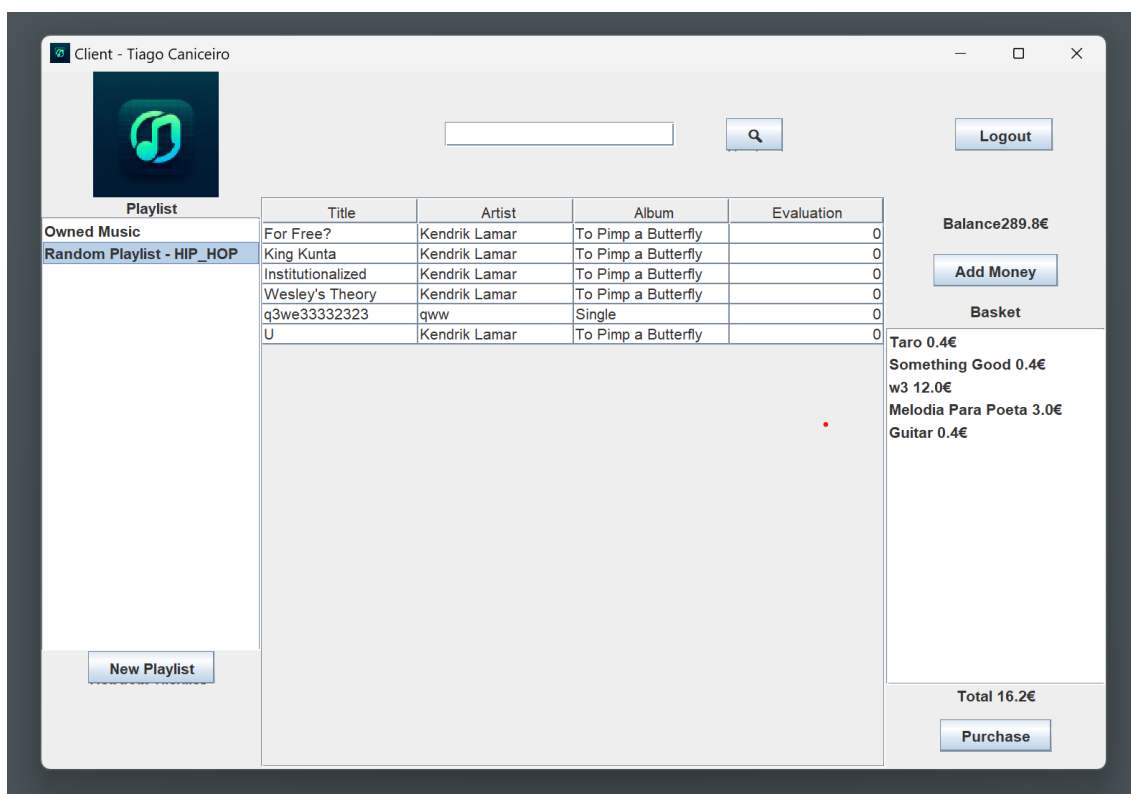 Client - Tiago Caniceiro
Logout
Playlist
Owned Music
Random Playlist - HIP_HOP
New Playlist
Title Artist Album Evaluation
For Free? Kendrik Lamar To Pimp a Butterfly 0
King Kunta Kendrik Lamar To Pimp a Butterfly 0
Institutionalized Kendrik Lamar To Pimp a Butterfly 0
Wesley's Theory Kendrik Lamar To Pimp a Butterfly 0
q3we33332323 qww Single 0
U Kendrik Lamar To Pimp a Butterfly 0
Balance289.8€
Add Money
Basket
Taro 0.4€
Something Good 0.4€
w3 12.0€
Melodia Para Poeta 3.0€
Guitar 0.4€
Total 16.2€
Purchase